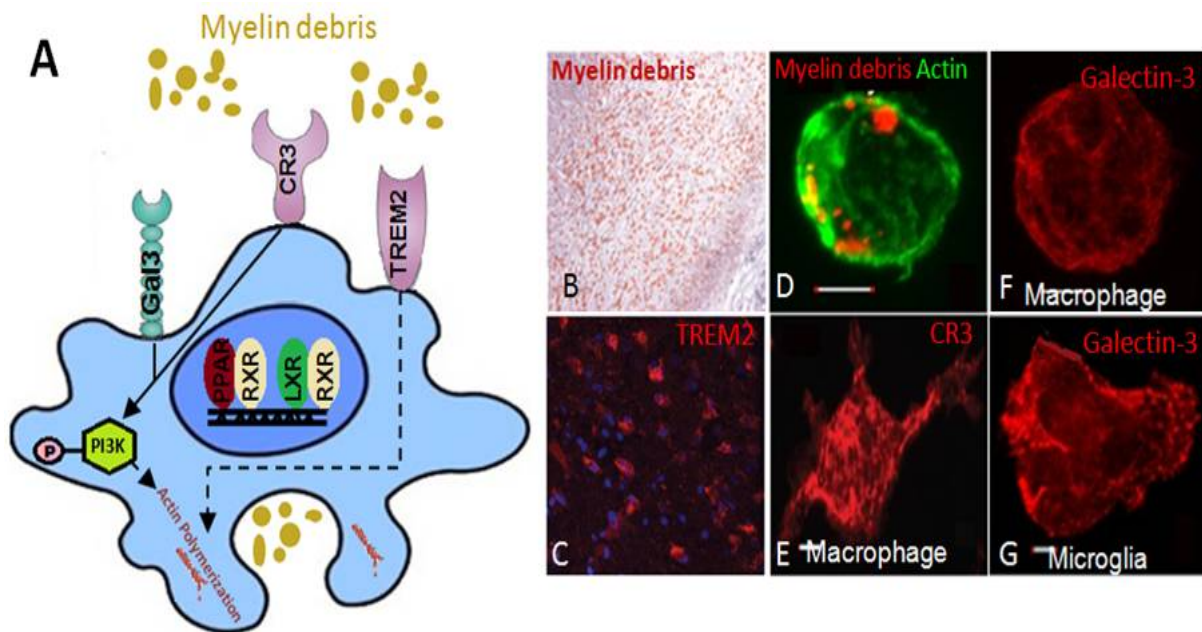 A
Myelin debris
CR3
TREM2
Gal3
PPAR
RXR
LXR
RXR
P
PI3K
Actin Polymerization
Myelin debris
B
Myelin debris Actin
D
Galectin-3
F
Macrophage
TREM2
C
CR3
E
Macrophage
Galectin-3
G
Microglia